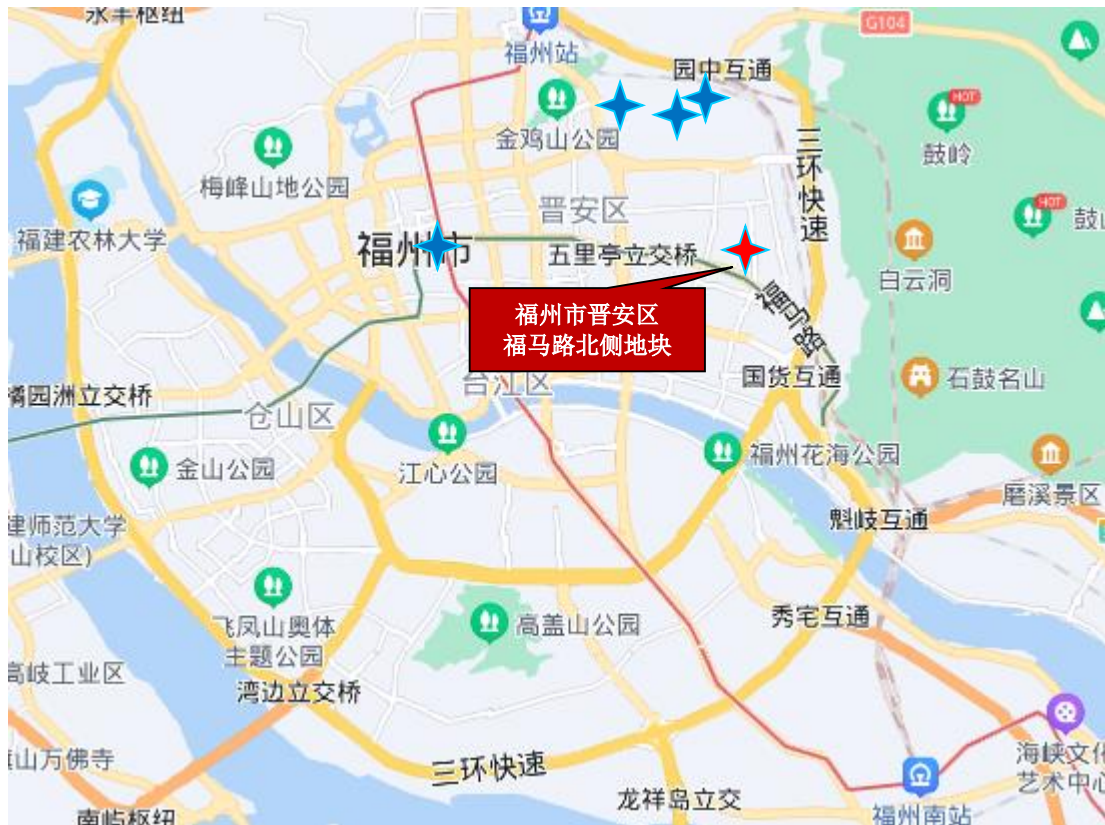 永丰枢纽
福州站
G104
园中互通
HOT
金鸡山公园
鼓岭
梅峰山地公园
三环快速
HOT
晋安区
鼓山
福建农林大学
福州市
五里亭立交桥
白云洞
福州市晋安区
福马路北侧地块
福马路
国货互通
石鼓名山
台江区
橘园洲立交桥
仓山区
福州花海公园
金山公园
江心公园
磨溪景区
建师范大学
山校区)
魁岐互通
秀宅互通
飞凤山奥体
主题公园
高盖山公园
高岐工业区
湾边立交桥
海峡文化
艺术中心
山万佛寺
三环快速
龙祥岛立交
福州南站
南屿枢纽